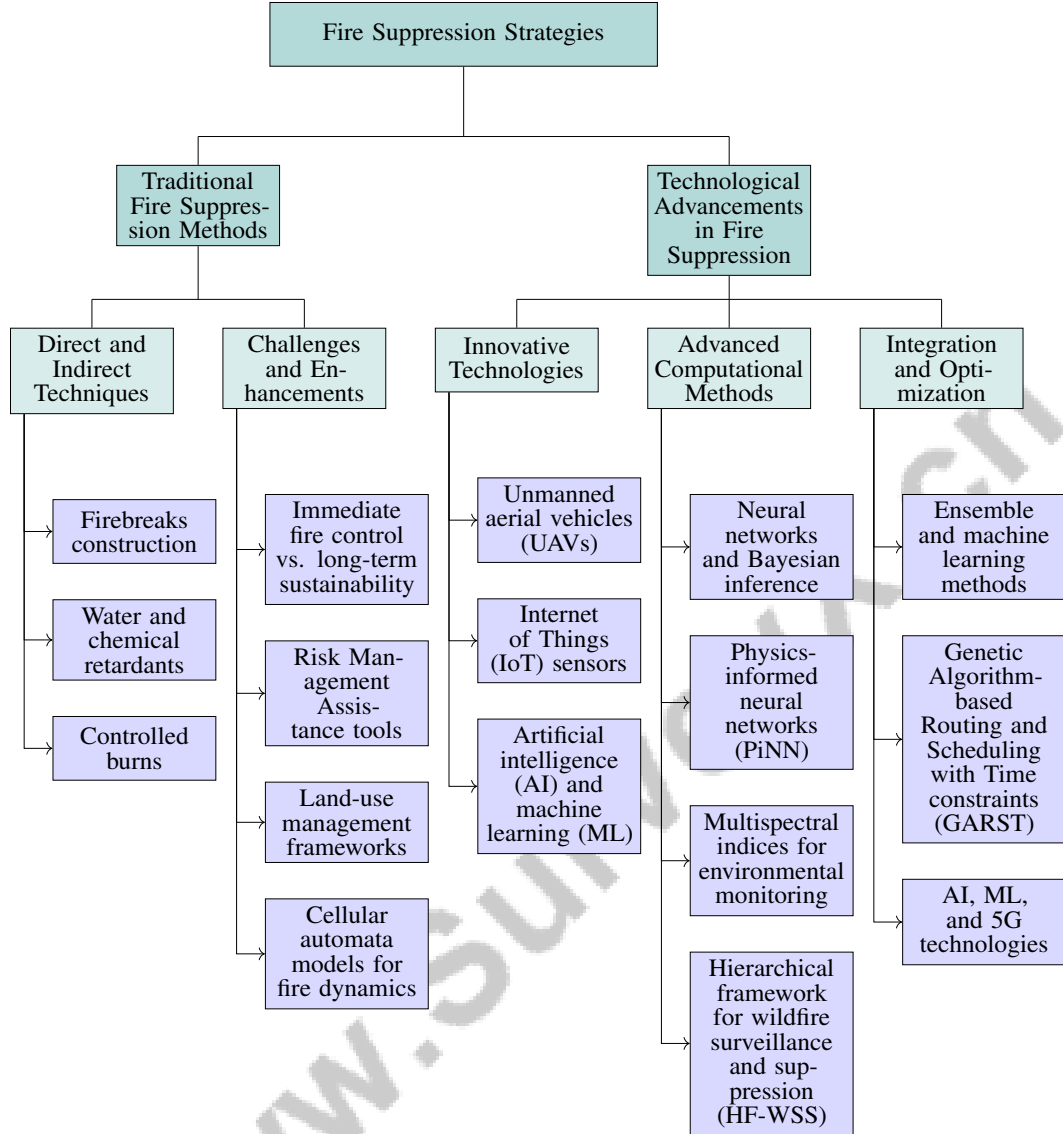 Fire Suppression Strategies
Traditional
Fire Suppres-
sion Methods
Technological
Advancements
in Fire
Suppression
Direct and
Indirect
Techniques
Challenges
and En-
hancements
Innovative
Technologies
Advanced
Computational
Methods
Integration
and Opti-
mization
Firebreaks
construction
Water and
chemical
retardants
Controlled
burns
Immediate
fire control
vs. long-term
sustainability
Risk Man-
agement
Assis-
tance tools
Land-use
management
frameworks
Cellular
automata
models for
fire dynamics
Unmanned
aerial vehicles
(UAVs)
Internet
of Things
(IoT) sensors
Artificial
intelligence
(AI) and
machine
learning (ML)
Neural
networks
and Bayesian
inference
Physics-
informed
neural
networks
(PiNN)
Multispectral
indices for
environmental
monitoring
Hierarchical
framework
for wildfire
surveillance
and sup-
pression
(HF-WSS)
Ensemble
and machine
learning
methods
Genetic
Algorithm-
based
Routing and
Scheduling
with Time
constraints
(GARST)
AI, ML,
and 5G
technologies